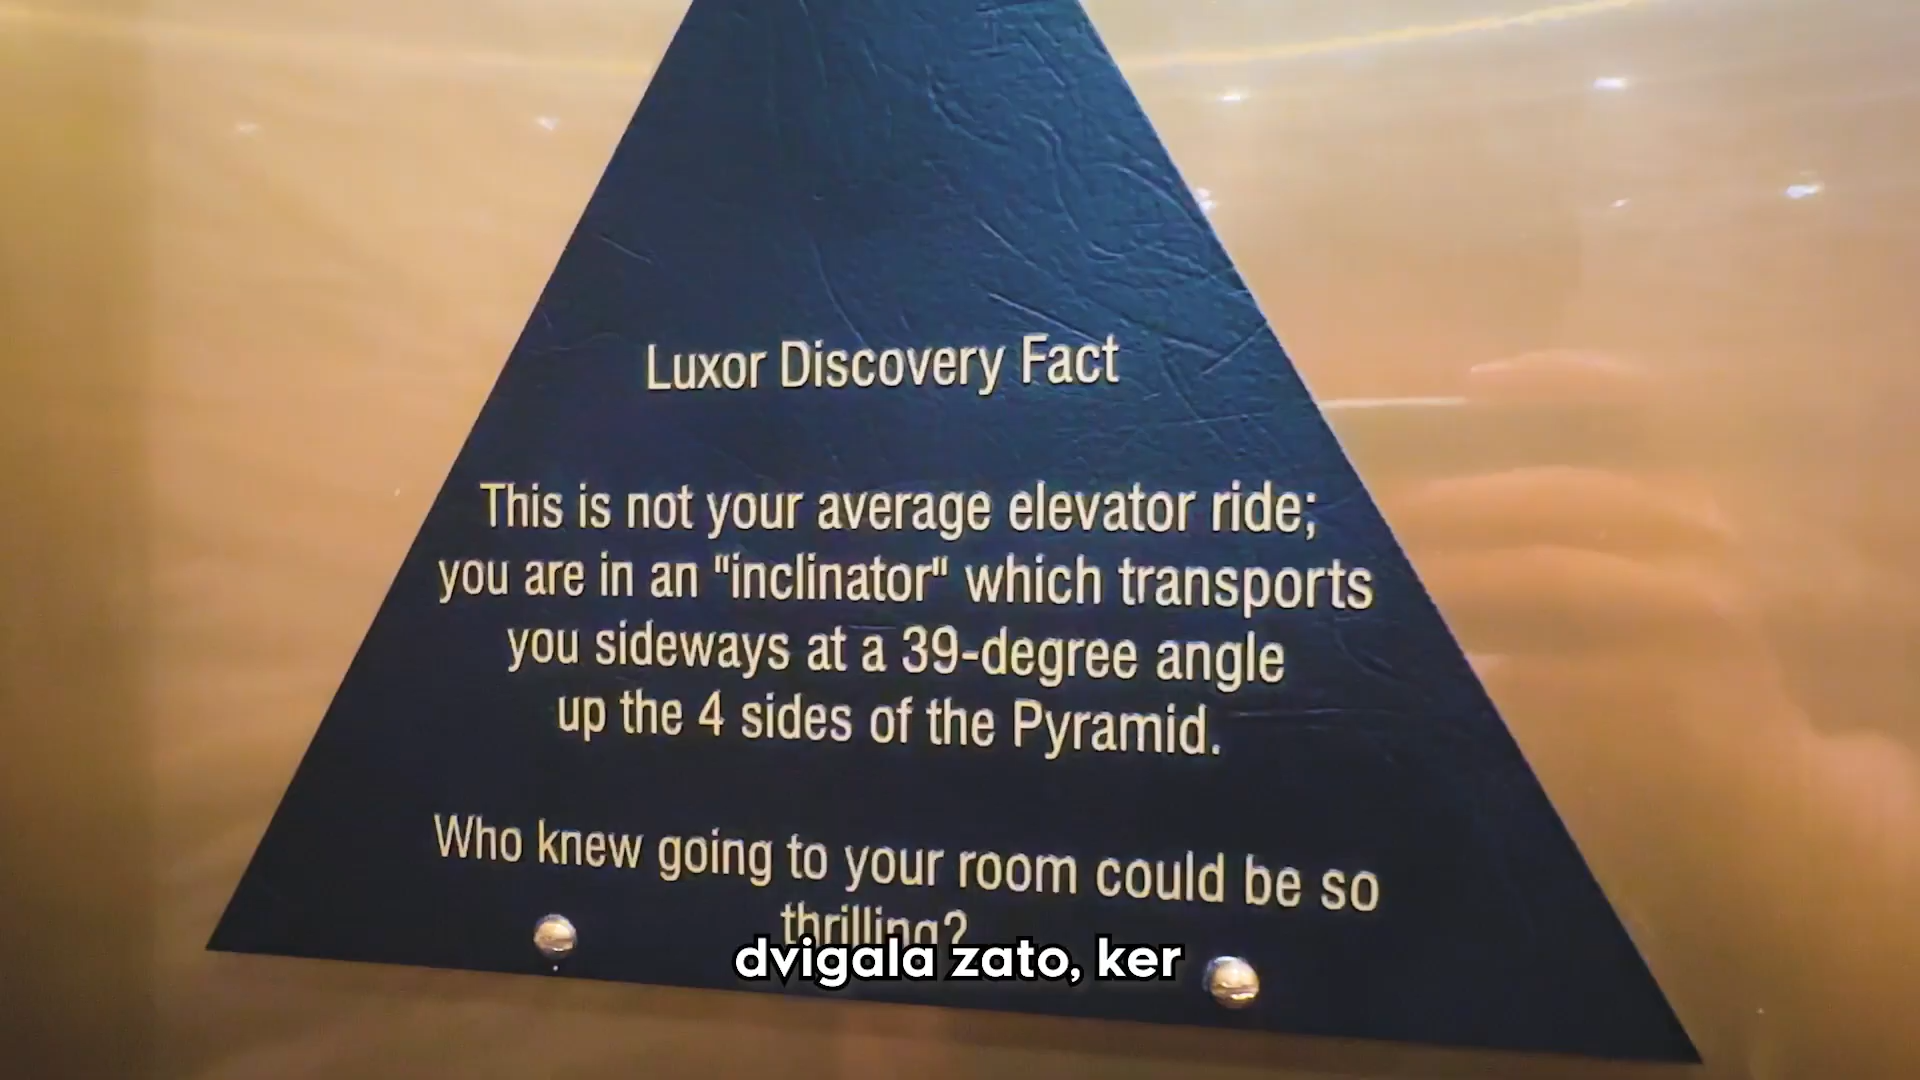 Luxor Discovery Fact
This is not your average elevator ride;
you are in an "inclinator" which transports
you sideways at a 39-degree angle
up the 4 sides of the Pyramid.
Who knew going to your room could be so
thrilling?
dvigala zato, ker